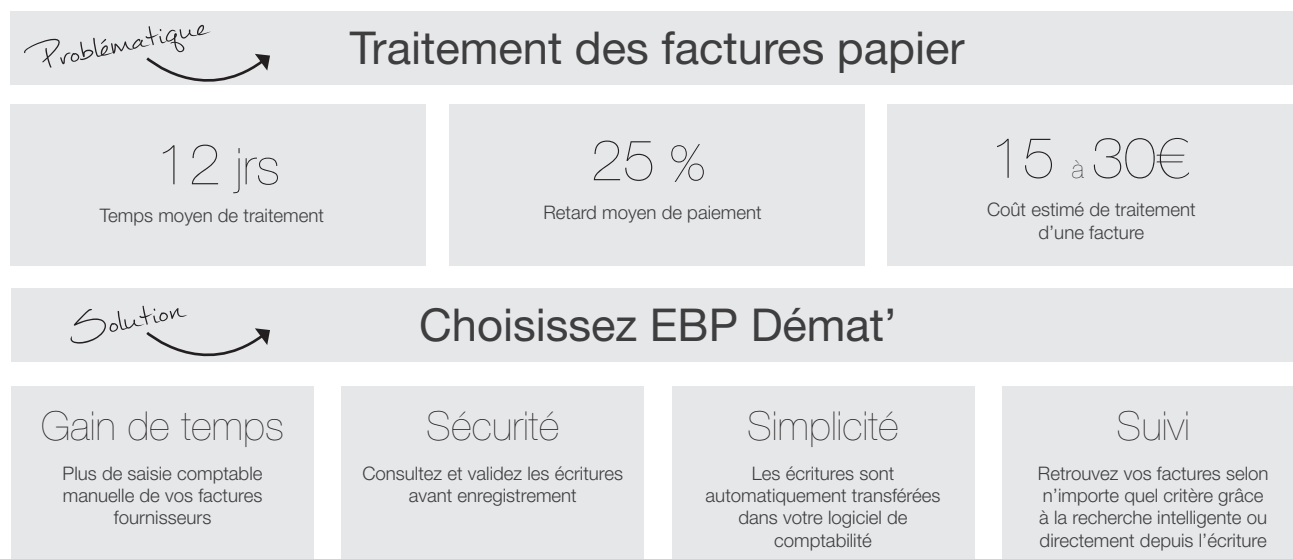 Problématique
Traitement des factures papier
12 jrs
Temps moyen de traitement
25 %
Retard moyen de paiement
15 à 30€
Coût estimé de traitement
d'une facture
Solution
Choisissez EBP Démat'
Gain de temps
Plus de saisie comptable
manuelle de vos factures
fournisseurs
Sécurité
Consultez et validez les écritures
avant enregistrement
Simplicité
Les écritures sont
automatiquement transférées
dans votre logiciel de
comptabilité
Suivi
Retrouvez vos factures selon
n'importe quel critère grâce
à la recherche intelligente ou
directement depuis l'écriture